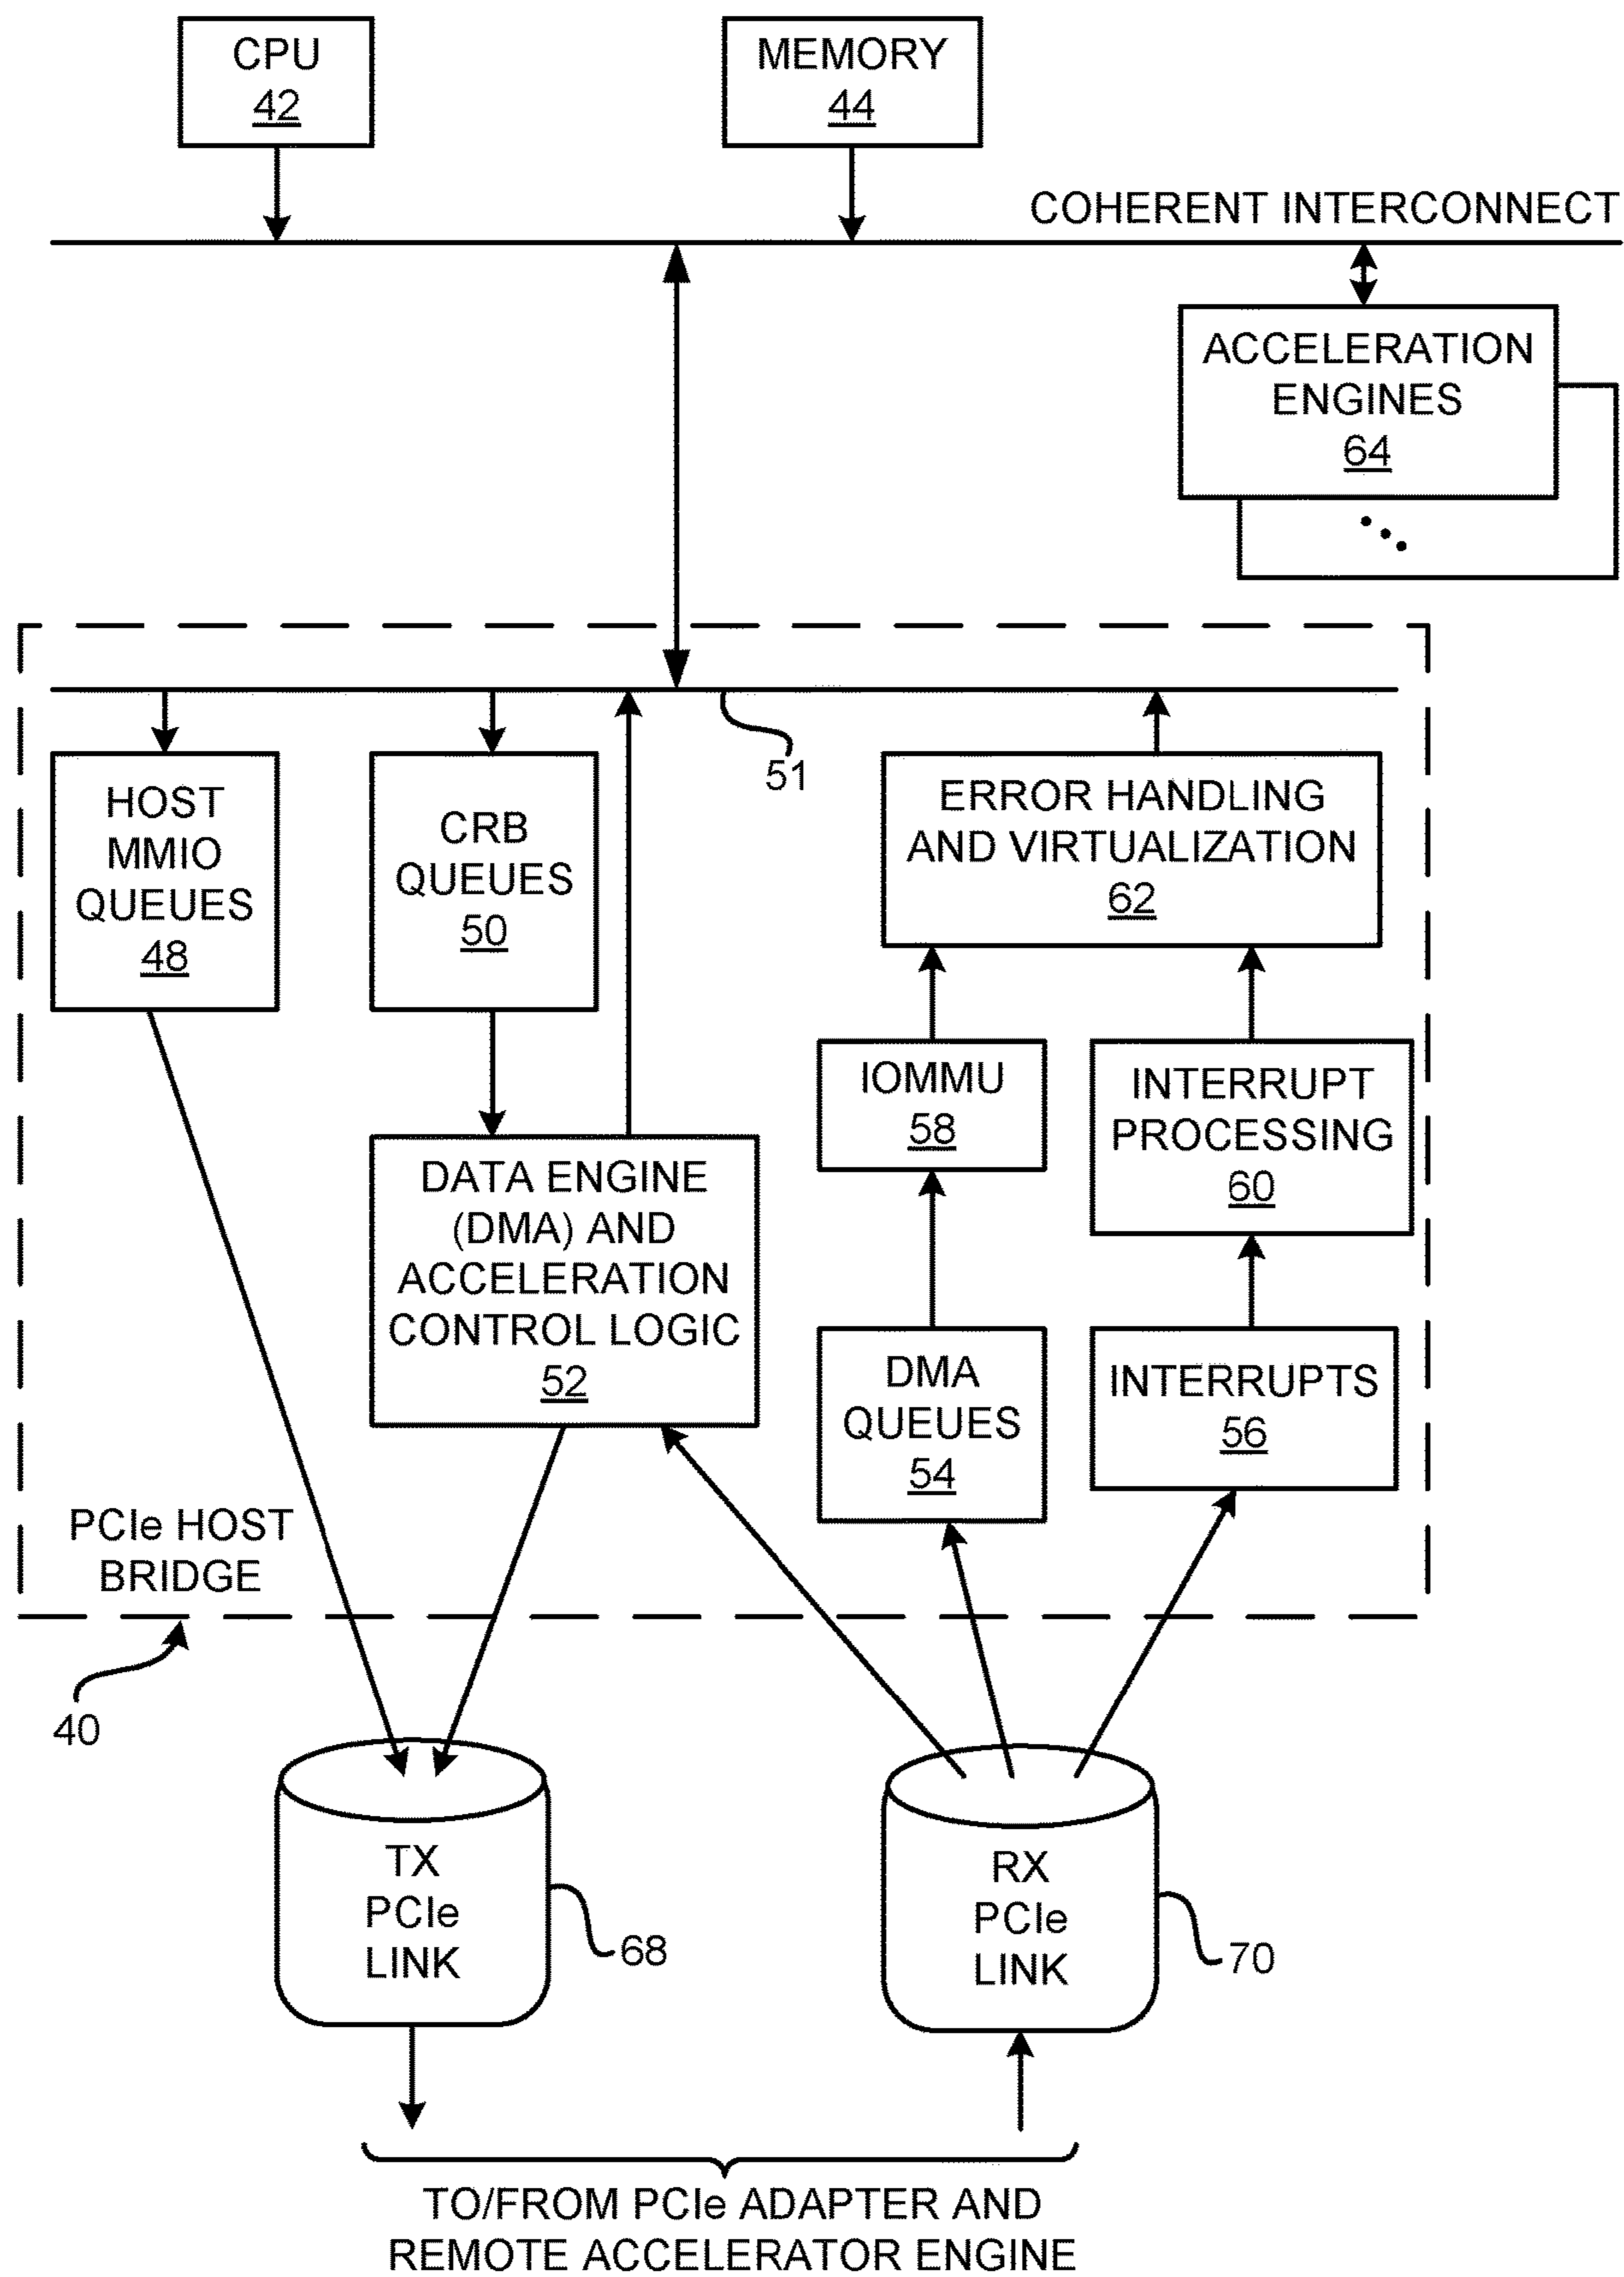 CPU
42
MEMORY
44
COHERENT INTERCONNECT
ACCELERATION
ENGINES
64
51
HOST
MMIO
QUEUES
48
CRB
QUEUES
50
ERROR HANDLING
AND VIRTUALIZATION
62
IOMMU
58
INTERRUPT
PROCESSING
60
DATA ENGINE
(DMA) AND
ACCELERATION
CONTROL LOGIC
52
DMA
QUEUES
54
INTERRUPTS
56
PCIe HOST
BRIDGE
40
TX
PCIe
LINK
68
RX
PCIe
LINK
70
TO/FROM PCIe ADAPTER AND
REMOTE ACCELERATOR ENGINE